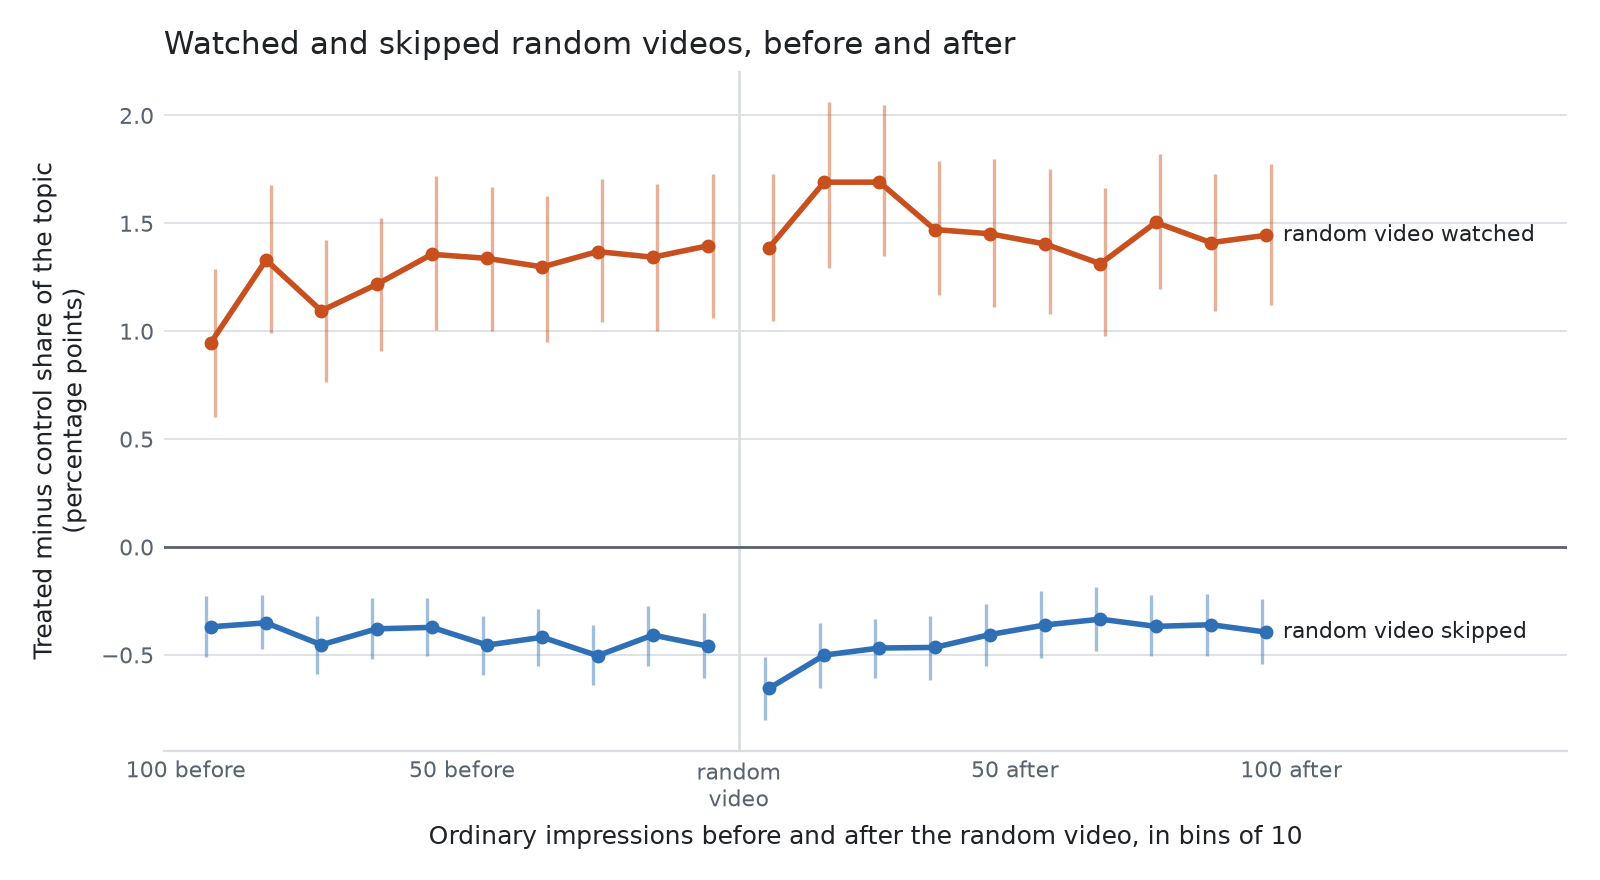 Watched and skipped random videos, before and after
Treated minus control share of the topic
(percentage points)
2.0
1.5
1.0
0.5
0.0
−0.5
random video watched
random video skipped
100 before
50 before
random
video
50 after
100 after
Ordinary impressions before and after the random video, in bins of 10